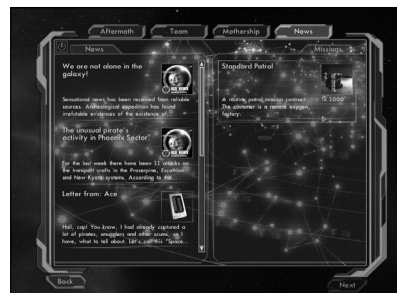 Aftermath
Team
Mothership
News
News
Missions
We are not alone in the
galaxy!
Sensational news has been received from reliable
sources. Archeological expedition has found
irrefutable evidences of the existence of...
The unusual pirate's
activity in Phoenix Sector.
For the last week there have been 11 attacks on
the transport crafts in the Proserpine, Escathlon
and New-Kyoto systems. According to the...
Letter from: Ace
Hail, cap! You know, I had already captured a
lot of pirates, smugglers and other scums, so I
have, what to tell about. Let's call this "Space...
Standard Patrol
A routine patrol mission contract.
The customer is a remote oxygen
factory.
1000
Back
Next